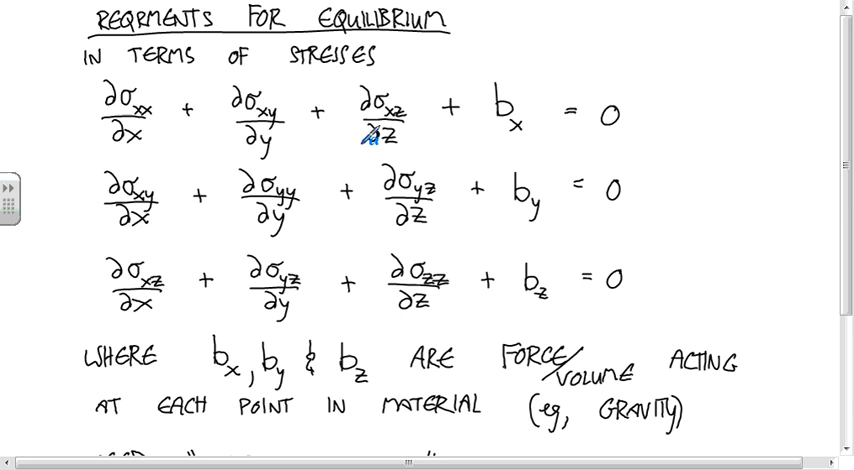 REQRMENTS FOR EQUILIBRIUM
IN TERMS OF STRESSES
∂σxx/∂x + ∂σxy/∂y + ∂σxz/∂z + bx = 0
∂σxy/∂x + ∂σyy/∂y + ∂σyz/∂z + by = 0
∂σxz/∂x + ∂σyz/∂y + ∂σzz/∂z + bz = 0
WHERE bx, by & bz ARE FORCE/VOLUME ACTING
AT EACH POINT IN MATERIAL (eg, GRAVITY)